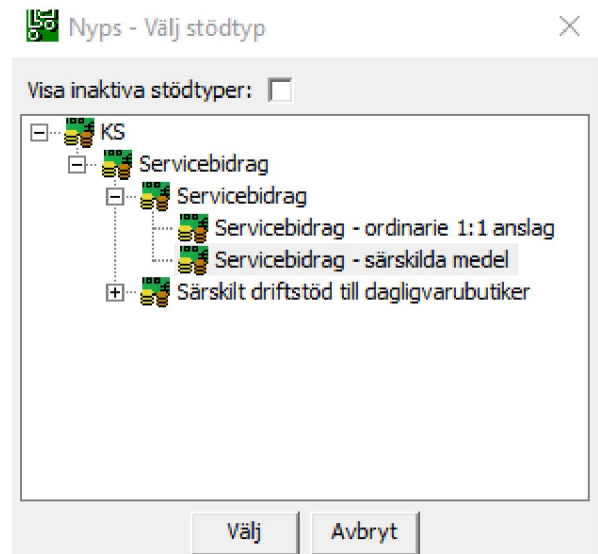 Nyps - Välj stödtyp
Visa inaktiva stödtyper:
KS
Servicebidrag
Servicebidrag
Servicebidrag - ordinarie 1:1 anslag
Servicebidrag - särskilda medel
Särskilt driftstöd till dagligvarubutiker
Välj Avbryt